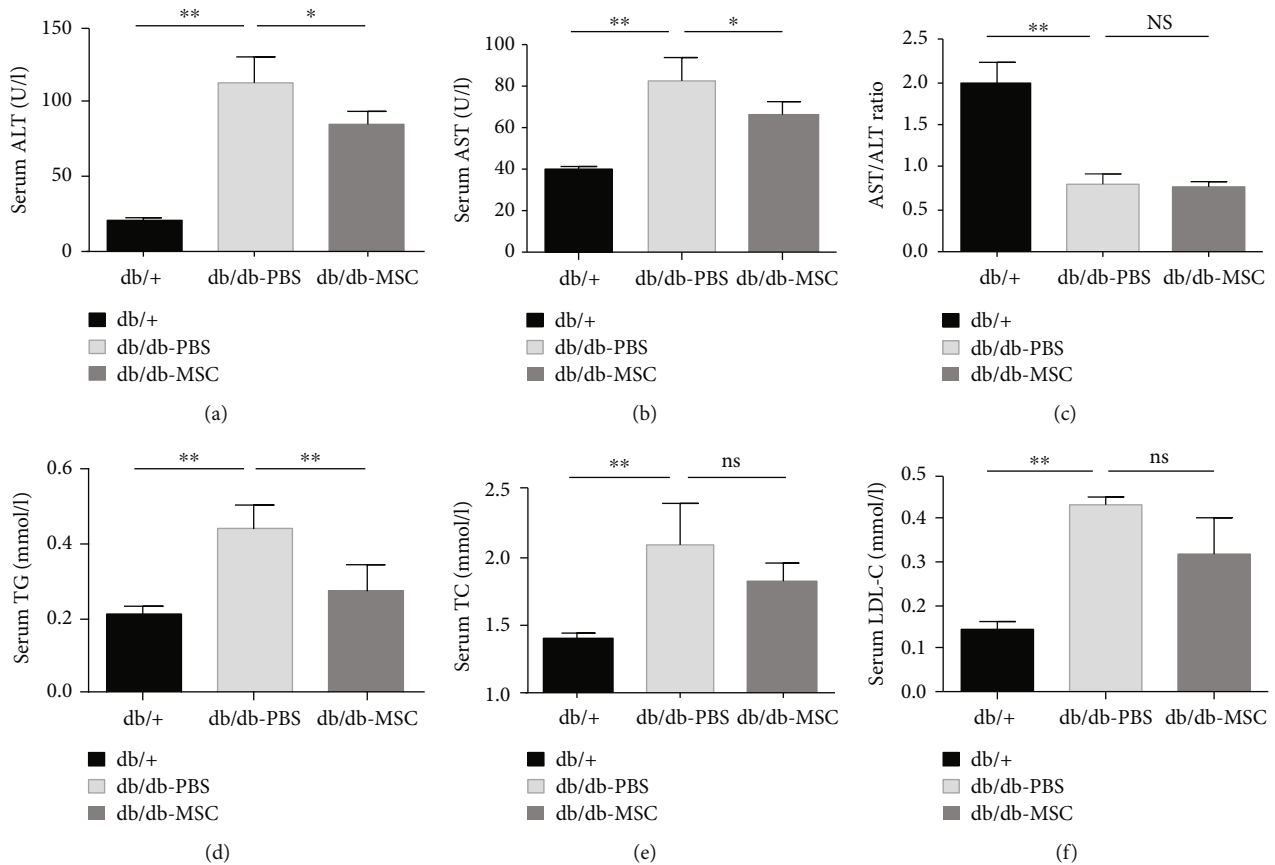 ** *
Serum ALT (U/l)
150
100
50
0
db/+ db/db-PBS db/db-MSC
db/+
db/db-PBS
db/db-MSC
(a)
** *
Serum AST (U/l)
100
80
60
40
20
0
db/+ db/db-PBS db/db-MSC
db/+
db/db-PBS
db/db-MSC
(b)
** NS
AST/ALT ratio
2.5
2.0
1.5
1.0
0.5
0.0
db/+ db/db-PBS db/db-MSC
db/+
db/db-PBS
db/db-MSC
(c)
** **
Serum TG (mmol/l)
0.6
0.4
0.2
0.0
db/+ db/db-PBS db/db-MSC
db/+
db/db-PBS
db/db-MSC
(d)
** ns
Serum TC (mmol/l)
2.5
2.0
1.5
1.0
db/+ db/db-PBS db/db-MSC
db/+
db/db-PBS
db/db-MSC
(e)
** ns
Serum LDL-C (mmol/l)
0.5
0.4
0.3
0.2
0.1
0.0
db/+ db/db-PBS db/db-MSC
db/+
db/db-PBS
db/db-MSC
(f)